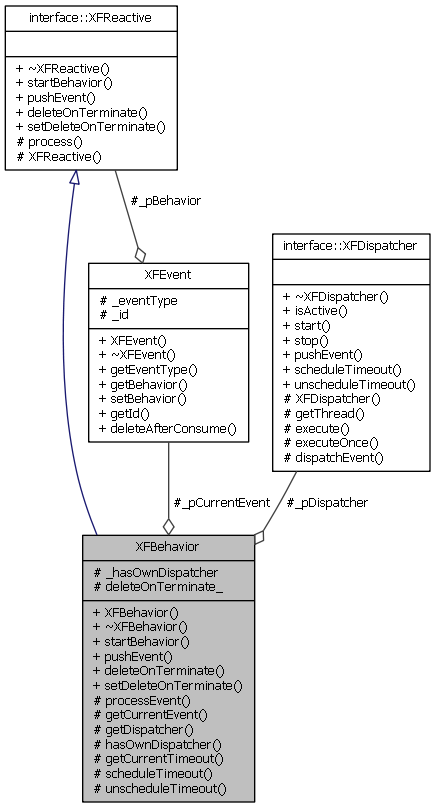 interface::XFReactive
+ ~XFReactive()
+ startBehavior()
+ pushEvent()
+ deleteOnTerminate()
+ setDeleteOnTerminate()
# process()
# XFReactive()
#_pBehavior
XFEvent
# _eventType
# _id
+ XFEvent()
+ ~XFEvent()
+ getEventType()
+ getBehavior()
+ setBehavior()
+ getId()
+ deleteAfterConsume()
interface::XFDispatcher
+ ~XFDispatcher()
+ isActive()
+ start()
+ stop()
+ pushEvent()
+ scheduleTimeout()
+ unscheduleTimeout()
# XFDispatcher()
# getThread()
# execute()
# executeOnce()
# dispatchEvent()
#_pCurrentEvent
#_pDispatcher
XFBehavior
# _hasOwnDispatcher
# deleteOnTerminate_
+ XFBehavior()
+ ~XFBehavior()
+ startBehavior()
+ pushEvent()
+ deleteOnTerminate()
+ setDeleteOnTerminate()
# processEvent()
# getCurrentEvent()
# getDispatcher()
# hasOwnDispatcher()
# getCurrentTimeout()
# scheduleTimeout()
# unscheduleTimeout()